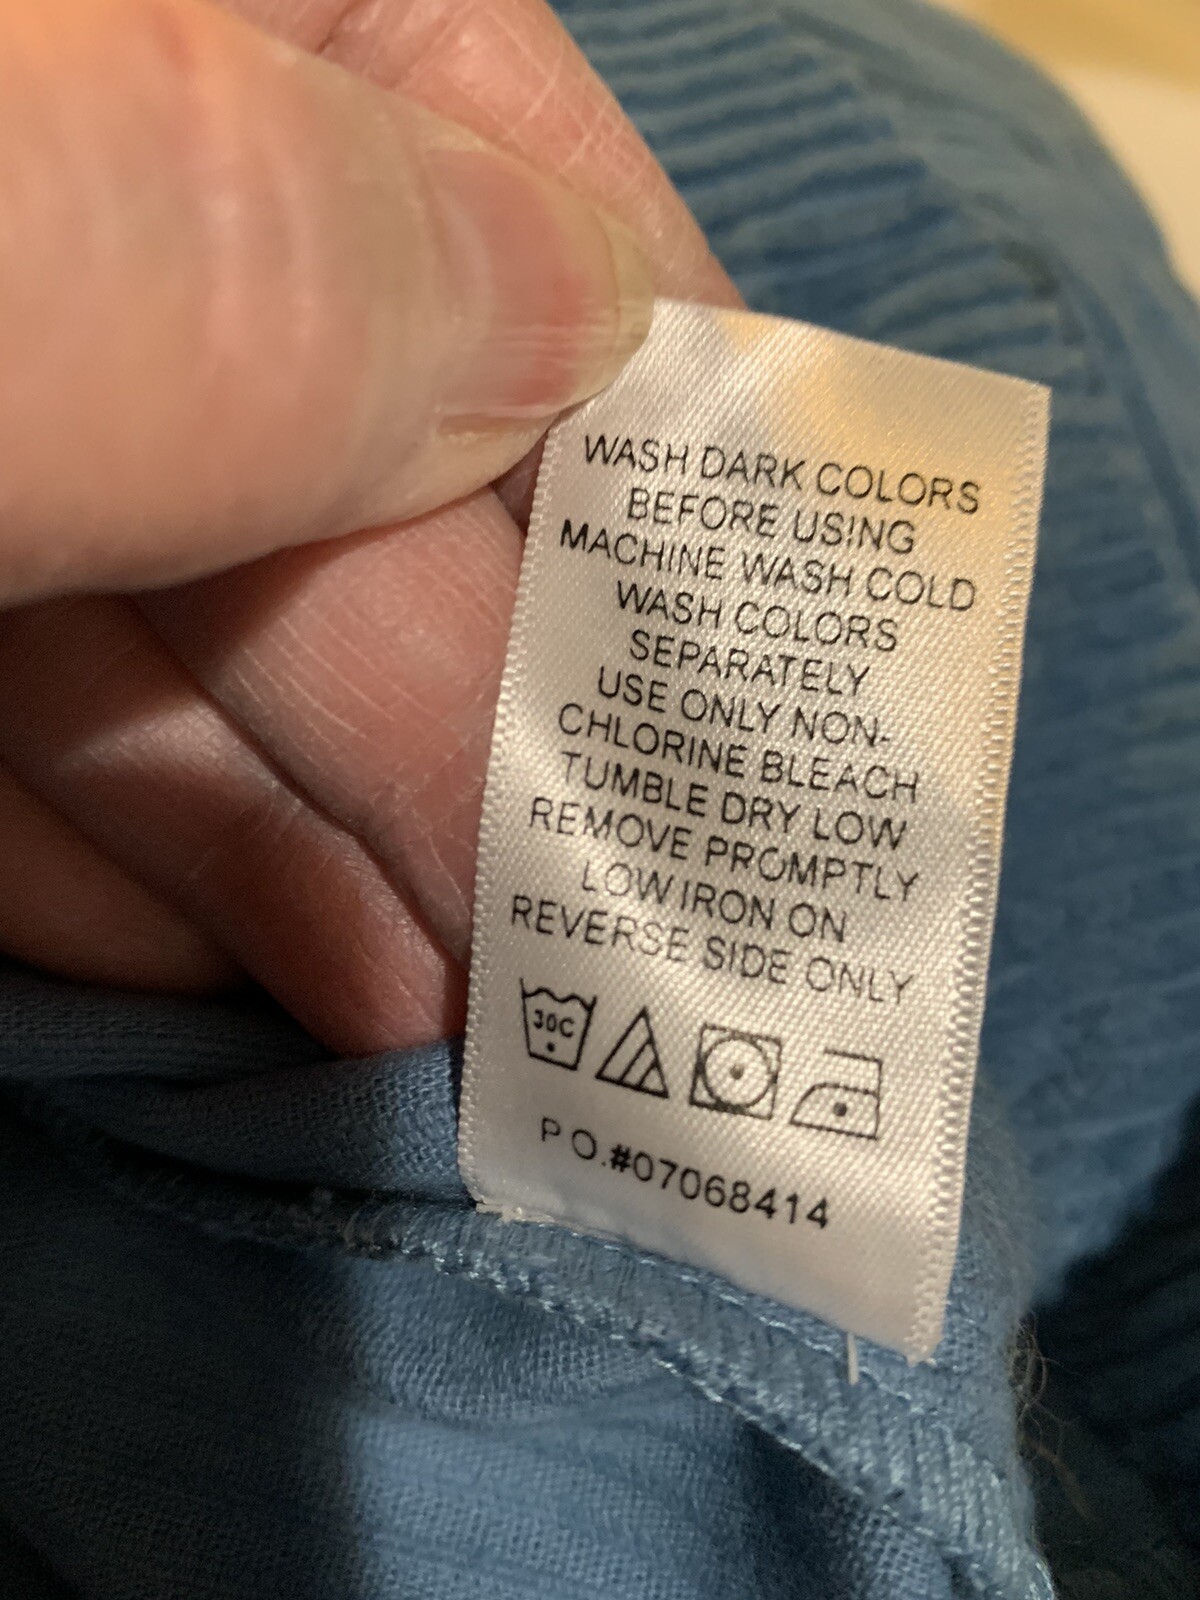 WASH DARK COLORS
BEFORE USING
MACHINE WASH COLD
WASH COLORS
SEPARATELY
USE ONLY NON-
CHLORINE BLEACH
TUMBLE DRY LOW
REMOVE PROMPTLY
LOW IRON ON
REVERSE SIDE ONLY
30C
P.O.#07068414